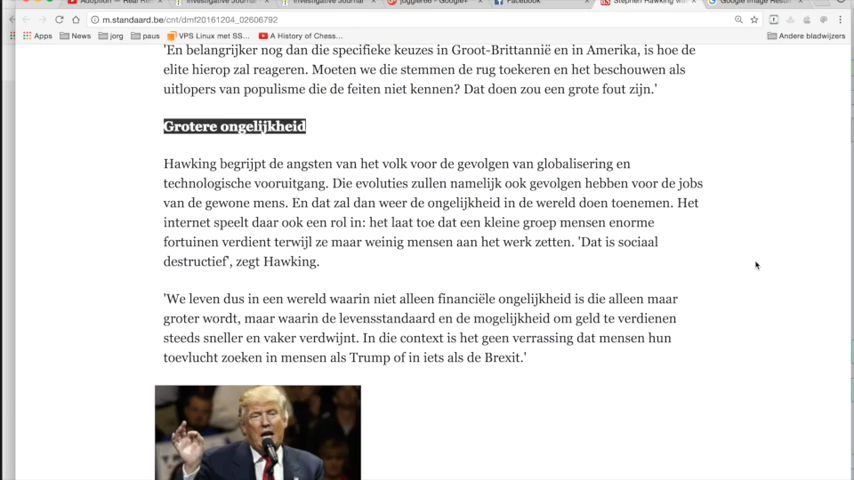 Facebook
m.standaard.be/cnt/dmf20161204_02606792
Apps News jorg paus VPS Linux met SS... A History of Chess... Andere bladwijzers
'En belangrijker nog dan die specifieke keuzes in Groot-Brittannië en in Amerika, is hoe de
elite hierop zal reageren. Moeten we die stemmen de rug toekeren en het beschouwen als
uitlopers van populisme die de feiten niet kennen? Dat doen zou een grote fout zijn.'
Grotere ongelijkheid
Hawking begrijpt de angsten van het volk voor de gevolgen van globalisering en
technologische vooruitgang. Die evoluties zullen namelijk ook gevolgen hebben voor de jobs
van de gewone mens. En dat zal dan weer de ongelijkheid in de wereld doen toenemen. Het
internet speelt daar ook een rol in: het laat toe dat een kleine groep mensen enorme
fortuinen verdient terwijl ze maar weinig mensen aan het werk zetten. 'Dat is sociaal
destructief', zegt Hawking.
'We leven dus in een wereld waarin niet alleen financiële ongelijkheid is die alleen maar
groter wordt, maar waarin de levensstandaard en de mogelijkheid om geld te verdienen
steeds sneller en vaker verdwijnt. In die context is het geen verrassing dat mensen hun
toevlucht zoeken in mensen als Trump of in iets als de Brexit.'